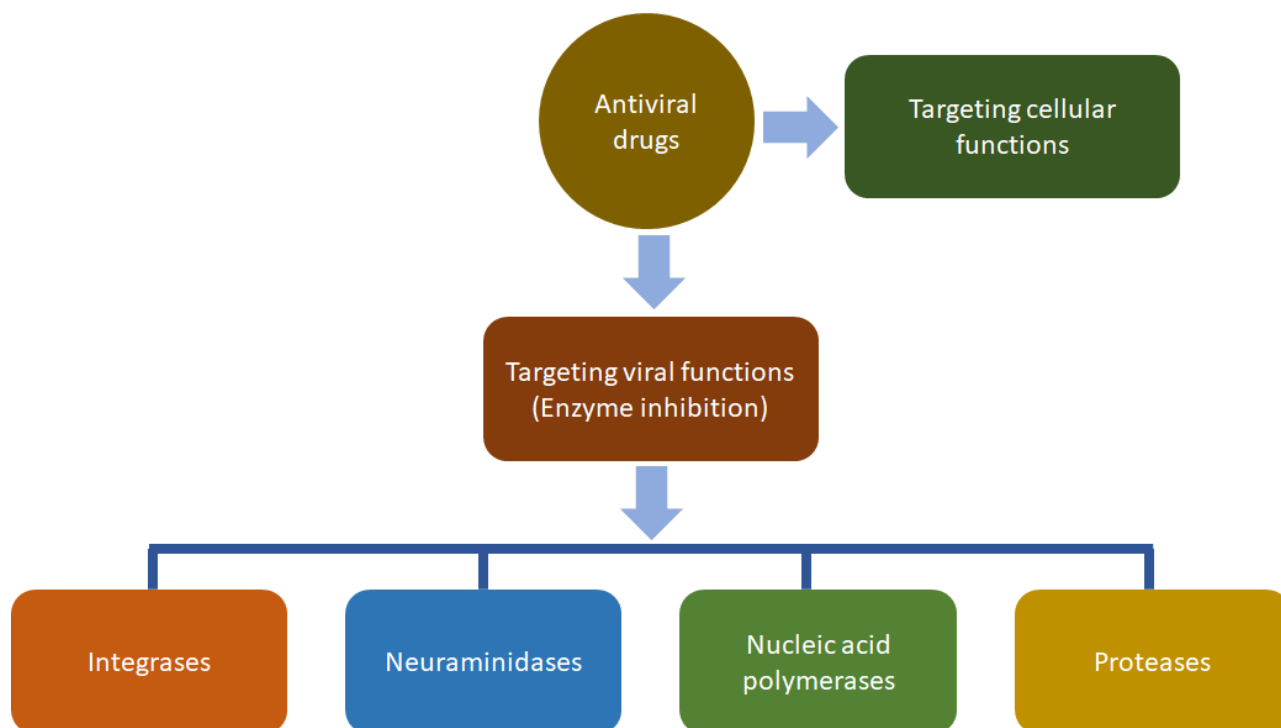 Antiviral
drugs
Targeting cellular
functions
Targeting viral functions
(Enzyme inhibition)
Integrases
Neuraminidases
Nucleic acid
polymerases
Proteases